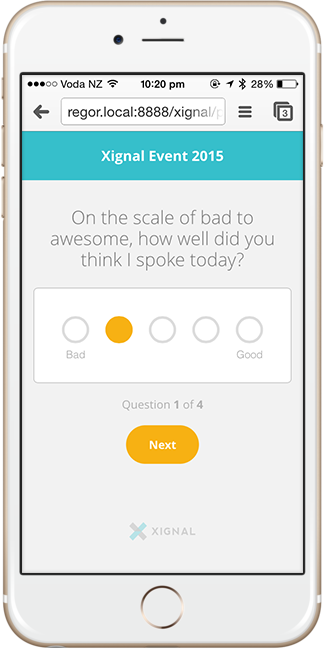 Voda NZ 10:20 pm 28%
regor.local:8888/xignal/p 3
Xignal Event 2015
On the scale of bad to
awesome, how well did you
think I spoke today?
Bad Good
Question 1 of 4
Next
XIGNAL